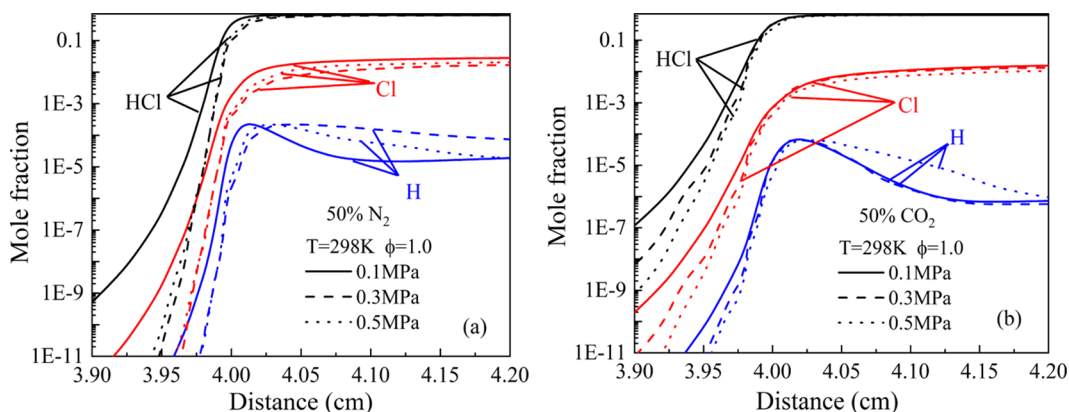 0.1
1E-3
1E-5
1E-7
1E-9
1E-11
Mole fraction
HCl
Cl
H
50% N₂
T=298K ϕ=1.0
0.1MPa
0.3MPa
0.5MPa
(a)
3.90 3.95 4.00 4.05 4.10 4.15 4.20
Distance (cm)
0.1
1E-3
1E-5
1E-7
1E-9
1E-11
Mole fraction
HCl
Cl
H
50% CO₂
T=298K ϕ=1.0
0.1MPa
0.3MPa
0.5MPa
(b)
3.90 3.95 4.00 4.05 4.10 4.15 4.20
Distance (cm)